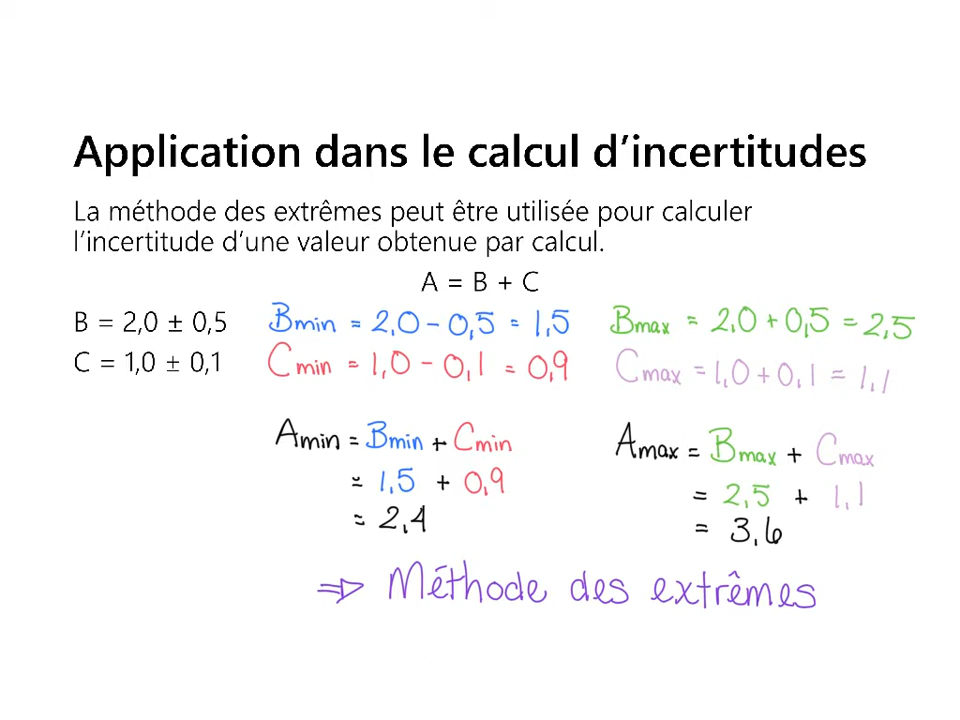 Application dans le calcul d'incertitudes
La méthode des extrêmes peut être utilisée pour calculer
l'incertitude d'une valeur obtenue par calcul.
A = B + C
B = 2,0 ± 0,5 Bmin = 2,0 - 0,5 = 1,5 Bmax = 2,0 + 0,5 = 2,5
C = 1,0 ± 0,1 Cmin = 1,0 - 0,1 = 0,9 Cmax = 1,0 + 0,1 = 1,1
Amin = Bmin + Cmin
= 1,5 + 0,9
= 2,4
Amax = Bmax + Cmax
= 2,5 + 1,1
= 3,6
⇒ Méthode des extrêmes